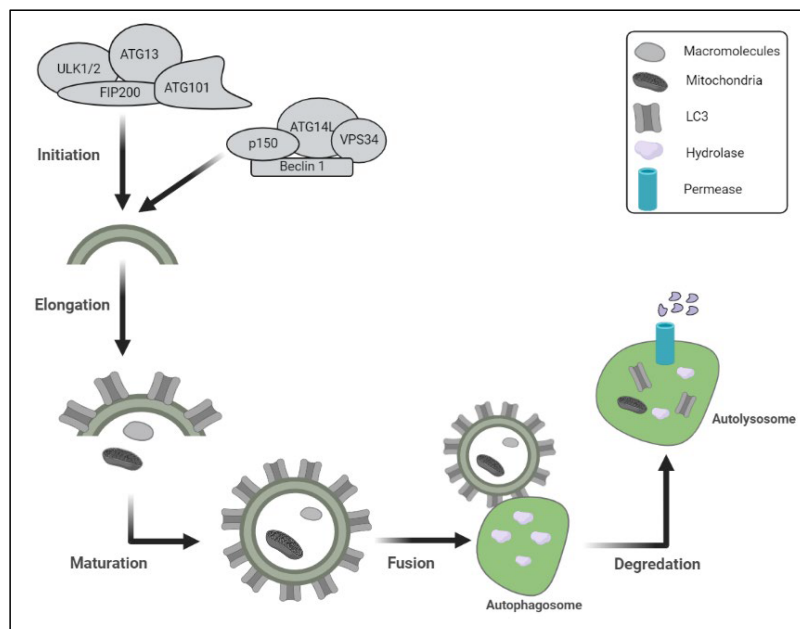 ULK1/2
ATG13
FIP200
ATG101
p150
ATG14L
VPS34
Beclin 1
Initiation
Elongation
Maturation
Fusion
Autophagosome
Degredation
Autolysosome
Macromolecules
Mitochondria
LC3
Hydrolase
Permease